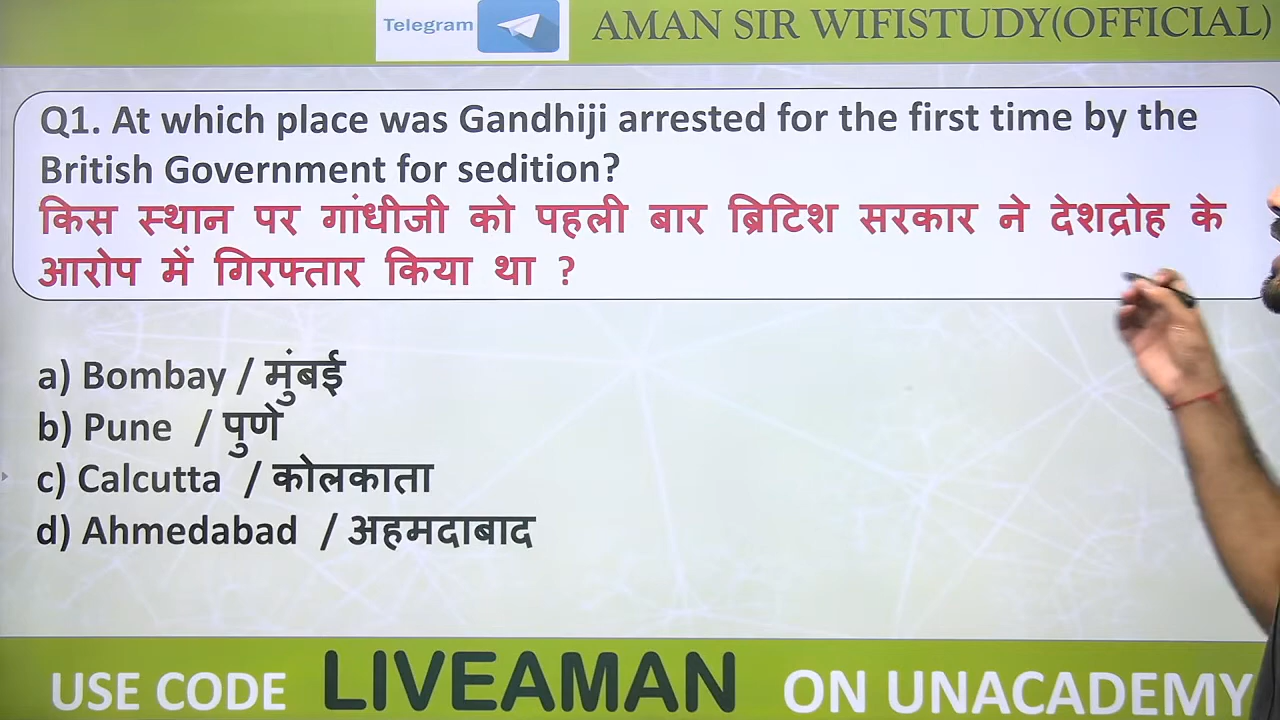 Telegram
AMAN SIR WIFISTUDY(OFFICIAL)
Q1. At which place was Gandhiji arrested for the first time by the
British Government for sedition?
किस स्थान पर गांधीजी को पहली बार ब्रिटिश सरकार ने देशद्रोह के
आरोप में गिरफ्तार किया था ?
a) Bombay / मुंबई
b) Pune / पुणे
c) Calcutta / कोलकाता
d) Ahmedabad / अहमदाबाद
USE CODE LIVEAMAN ON UNACADEMY